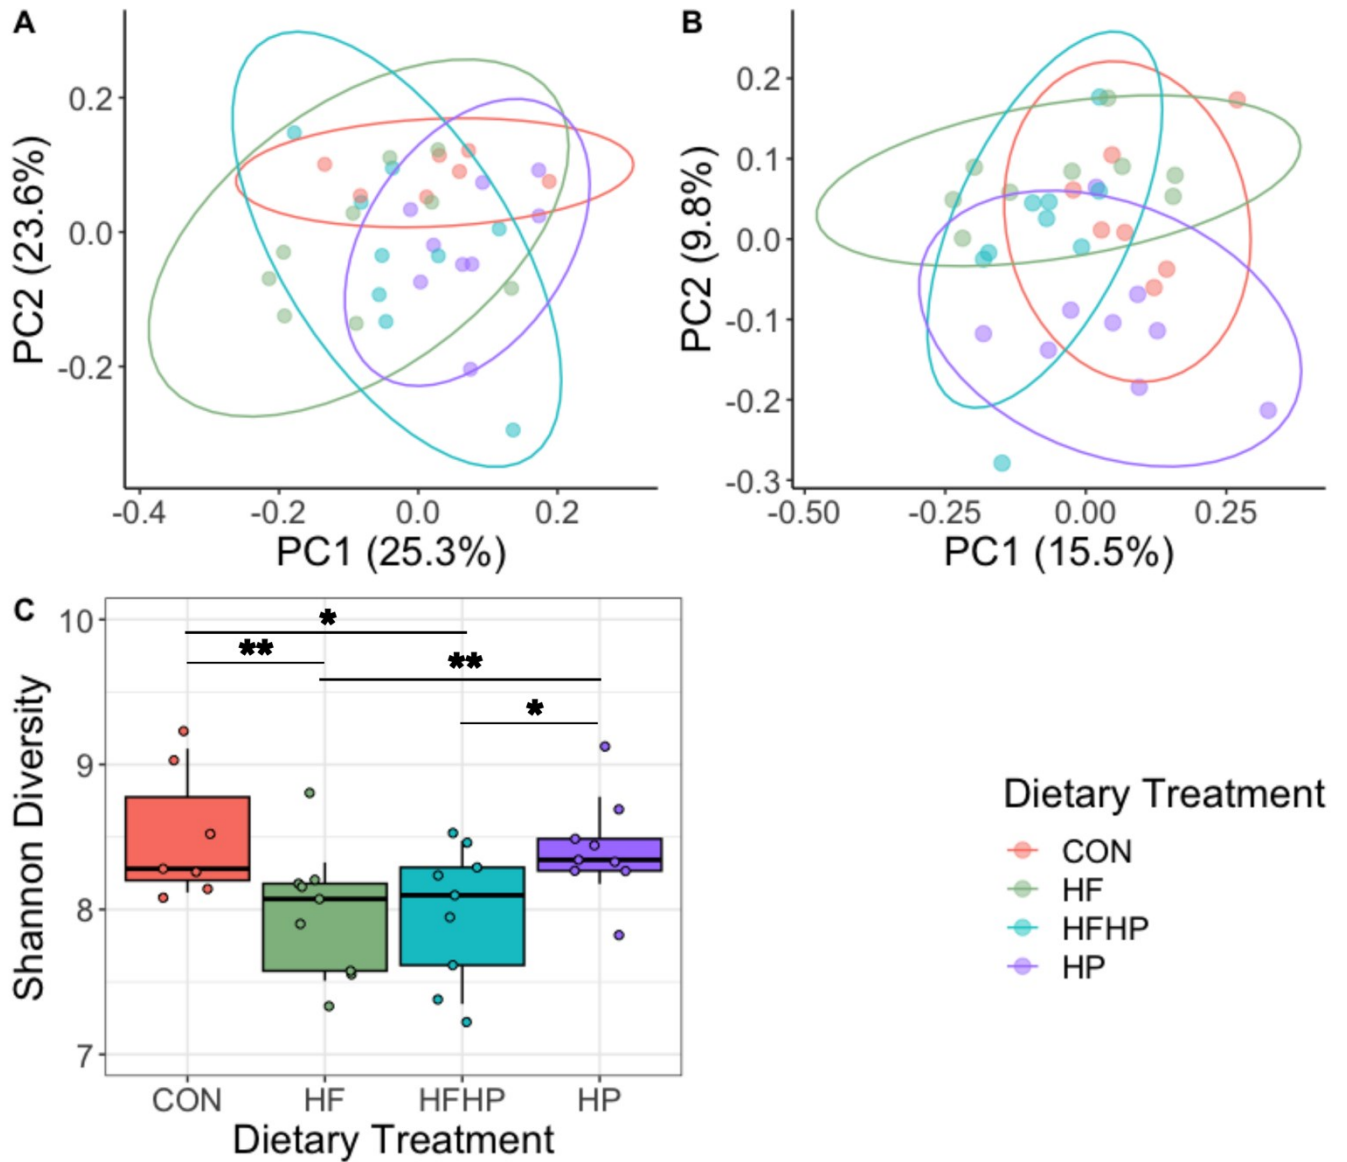 A
0.2
0.0
-0.2
PC2 (23.6%)
-0.4
-0.2
0.0
0.2
PC1 (25.3%)
B
0.2
0.1
0.0
-0.1
-0.2
-0.3
PC2 (9.8%)
-0.50
-0.25
0.00
0.25
PC1 (15.5%)
C
10
9
8
7
Shannon Diversity
*
**
**
*
CON
HF
HFHP
HP
Dietary Treatment
Dietary Treatment
CON
HF
HFHP
HP